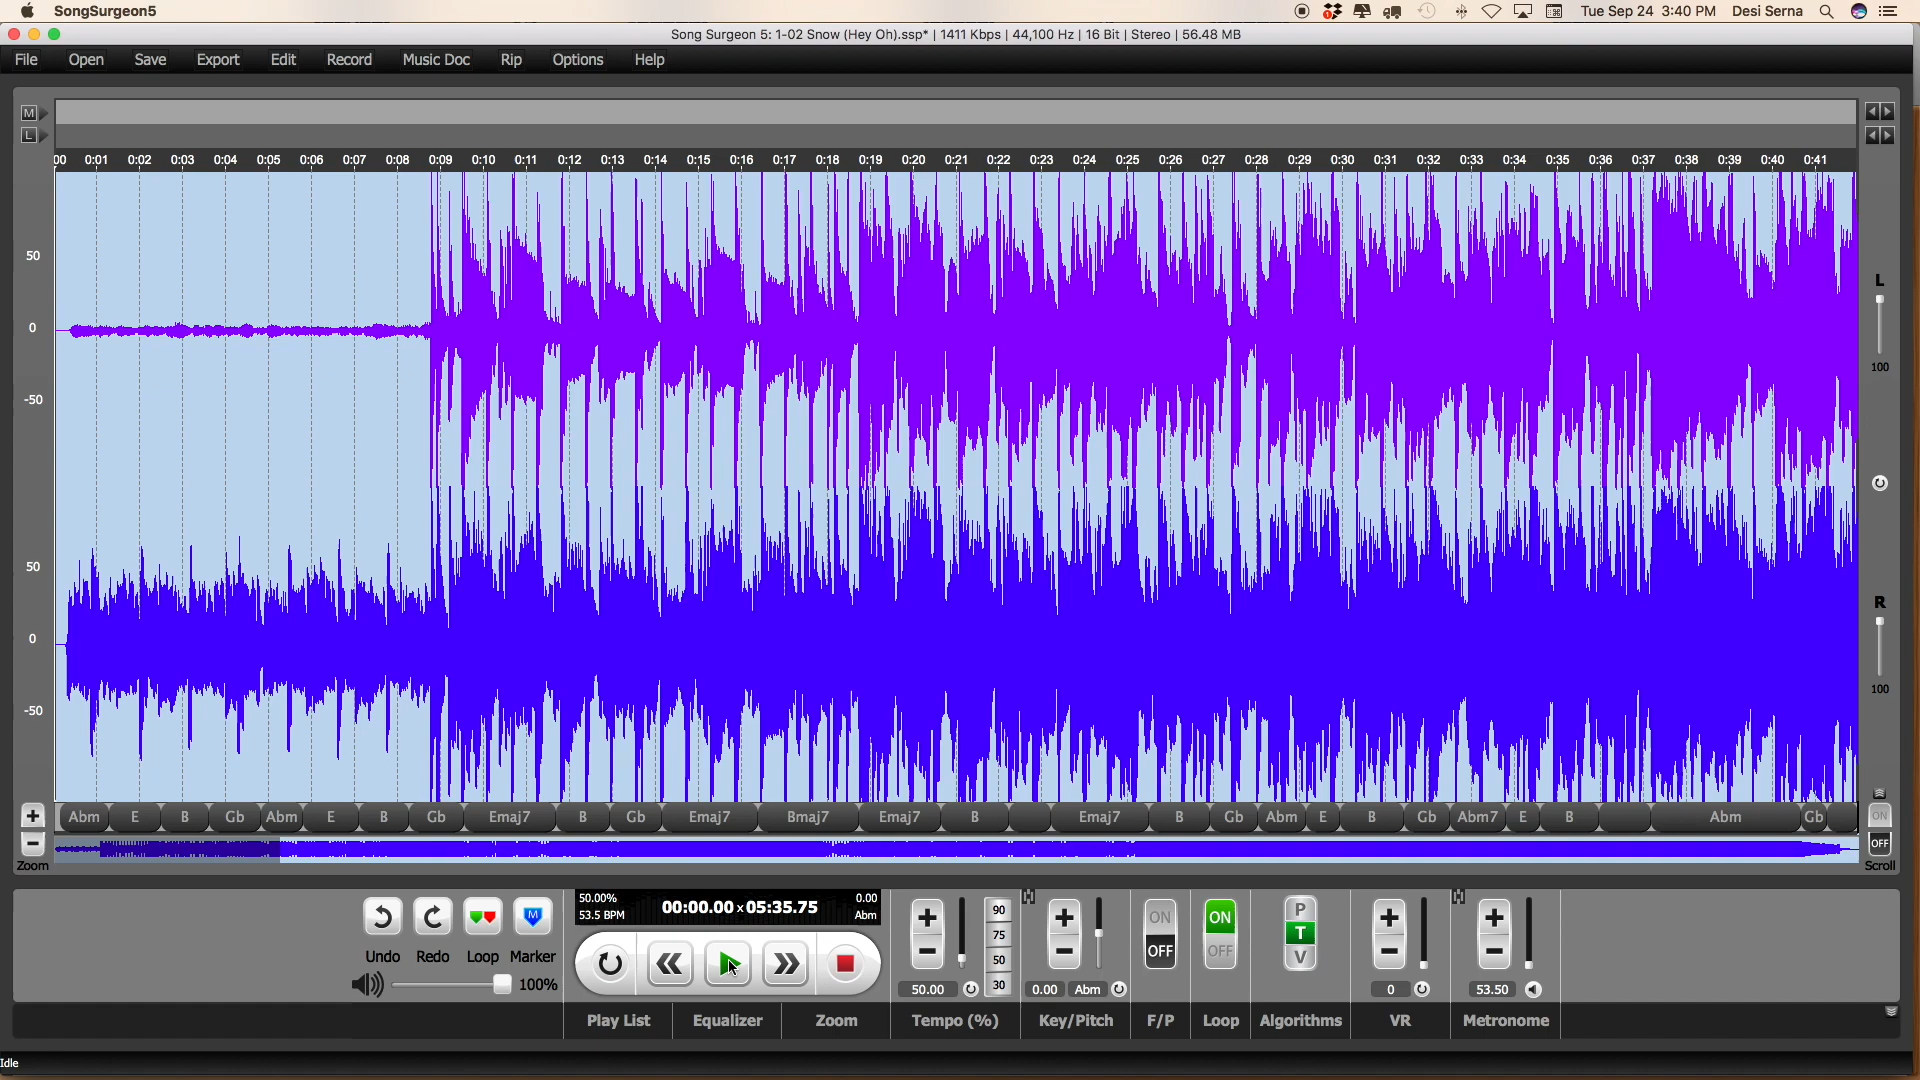 SongSurgeon5
1
Tue Sep 24 3:40 PM Desi Serna
Song Surgeon 5: 1-02 Snow (Hey Oh).ssp* | 1411 Kbps | 44,100 Hz | 16 Bit | Stereo | 56.48 MB
File Open Save Export Edit Record Music Doc Rip Options Help
M
L
00 0:01 0:02 0:03 0:04 0:05 0:06 0:07 0:08 0:09 0:10 0:11 0:12 0:13 0:14 0:15 0:16 0:17 0:18 0:19 0:20 0:21 0:22 0:23 0:24 0:25 0:26 0:27 0:28 0:29 0:30 0:31 0:32 0:33 0:34 0:35 0:36 0:37 0:38 0:39 0:40 0:41
50
L
0
100
-50
50
R
0
100
-50
Abm E B Gb Abm E B Gb Emaj7 B Gb Emaj7 Bmaj7 Emaj7 B Emaj7 B Gb Abm E B Gb Abm7 E B Abm Gb
ON
OFF
Zoom
Scroll
50.00% 00:00.00 x 05:35.75 0.00
53.5 BPM Abm
90
75
50
30
M
ON
OFF
ON
OFF
P
T
V
M
Undo Redo Loop Marker
100%
50.00 0.00 Abm 0 53.50
Play List Equalizer Zoom Tempo (%) Key/Pitch F/P Loop Algorithms VR Metronome
Idle